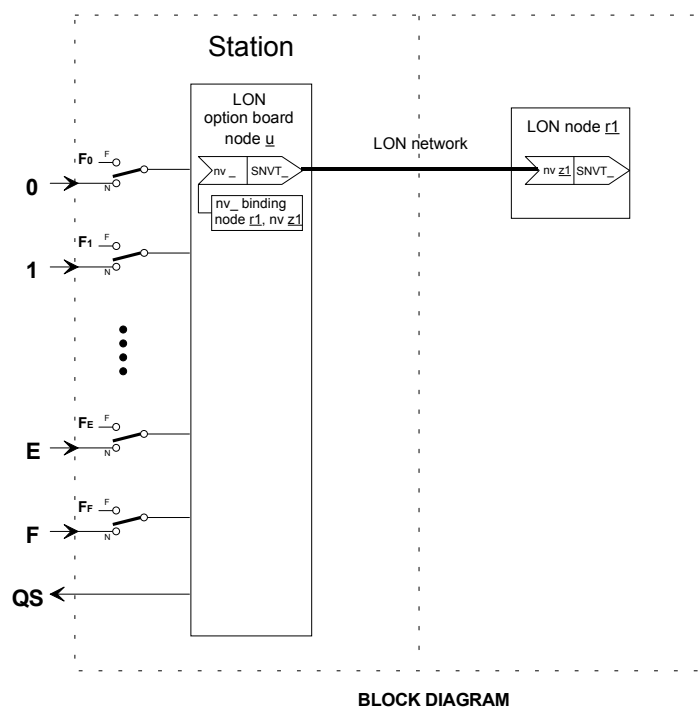 Station
LON
option board
node u
nv _ SNVT_
nv_ binding
node r1, nv z1
LON network
LON node r1
nv z1 SNVT_
F0 F
0
N
F1 F
1
N
FE F
E
N
FF F
F
N
QS
BLOCK DIAGRAM